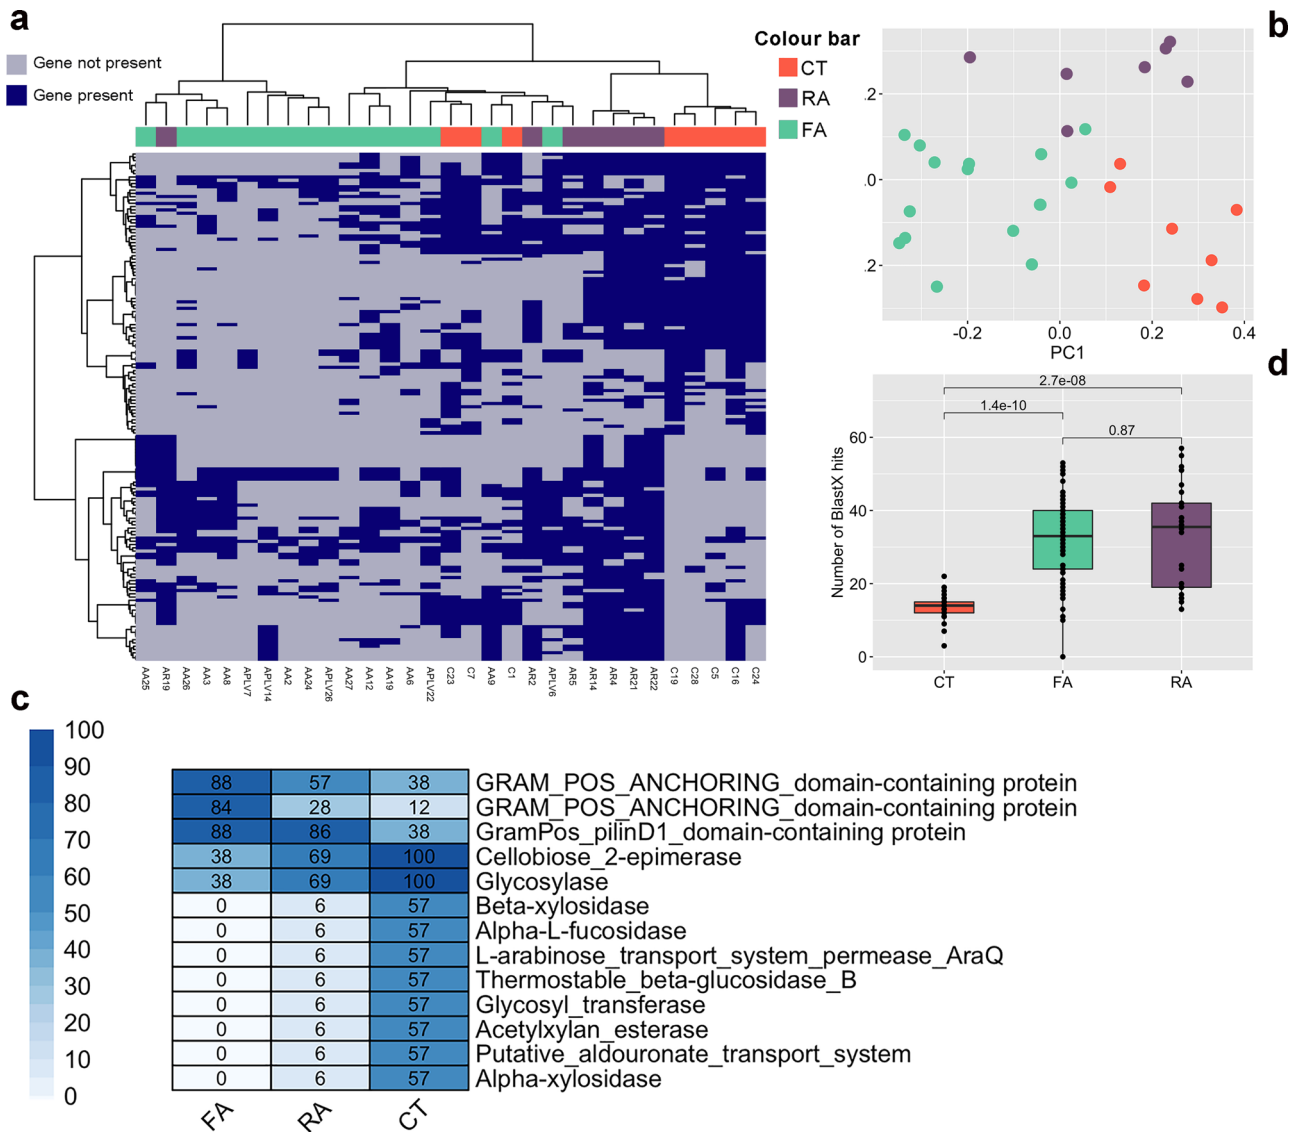 a
Gene not present
Gene present
Colour bar
CT
RA
FA
AA25
AR19
AA26
AA3
AA8
APLV7
APLV14
AA2
AA24
APLV26
AA27
AA12
AA19
AA6
APLV22
C23
C7
AA9
C1
AR2
APLV6
AR5
AR14
AR4
AR21
AR22
C19
C28
C5
C16
C24
b
.2
.0
.2
-0.2
0.0
0.2
0.4
PC1
d
2.7e-08
1.4e-10
0.87
Number of BlastX hits
60
40
20
0
CT
FA
RA
c
100
90
80
70
60
50
40
30
20
10
0
88 57 38 GRAM_POS_ANCHORING_domain-containing protein
84 28 12 GRAM_POS_ANCHORING_domain-containing protein
88 86 38 GramPos_pilinD1_domain-containing protein
38 69 100 Cellobiose_2-epimerase
38 69 100 Glycosylase
0 6 57 Beta-xylosidase
0 6 57 Alpha-L-fucosidase
0 6 57 L-arabinose_transport_system_permease_AraQ
0 6 57 Thermostable_beta-glucosidase_B
0 6 57 Glycosyl_transferase
0 6 57 Acetylxylan_esterase
0 6 57 Putative_aldouronate_transport_system
0 6 57 Alpha-xylosidase
FA
RA
CT